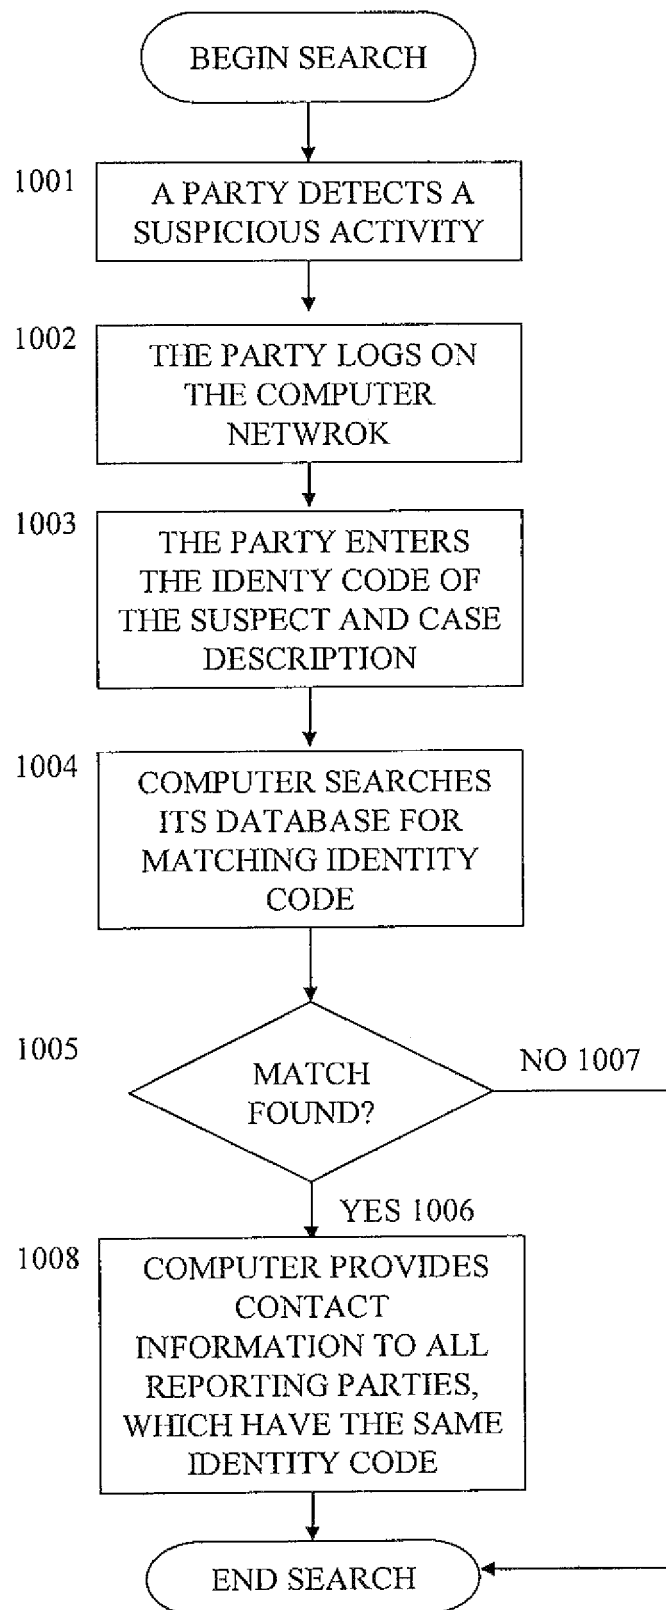 BEGIN SEARCH
1001
A PARTY DETECTS A
SUSPICIOUS ACTIVITY
1002
THE PARTY LOGS ON
THE COMPUTER
NETWROK
1003
THE PARTY ENTERS
THE IDENTY CODE OF
THE SUSPECT AND CASE
DESCRIPTION
1004
COMPUTER SEARCHES
ITS DATABASE FOR
MATCHING IDENTITY
CODE
1005
MATCH
FOUND?
NO 1007
YES 1006
1008
COMPUTER PROVIDES
CONTACT
INFORMATION TO ALL
REPORTING PARTIES,
WHICH HAVE THE SAME
IDENTITY CODE
END SEARCH